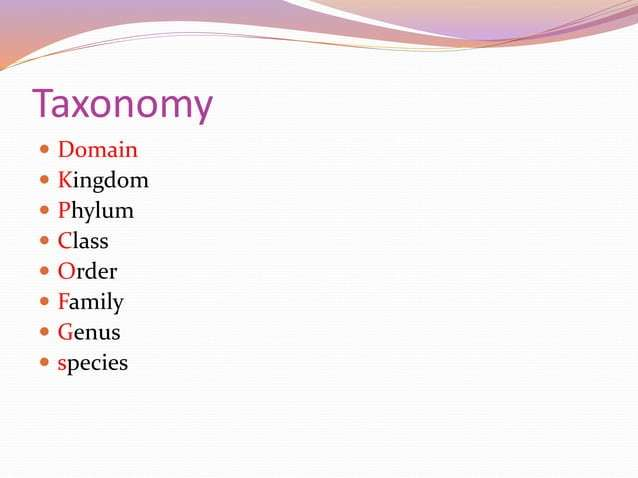 Taxonomy
Domain
Kingdom
Phylum
Class
Order
Family
Genus
species